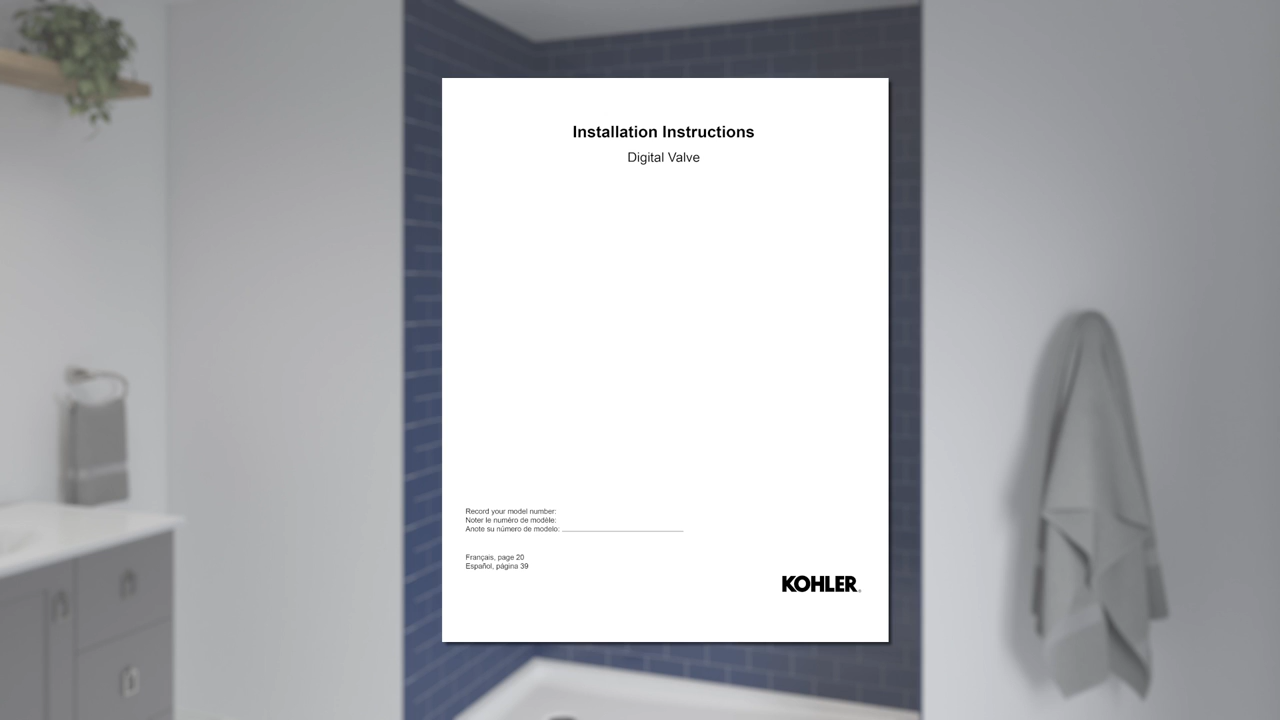 Installation Instructions
Digital Valve
Record your model number:
Noter le numéro de modèle:
Anote su número de modelo:
Français, page 20
Español, página 39
KOHLER®